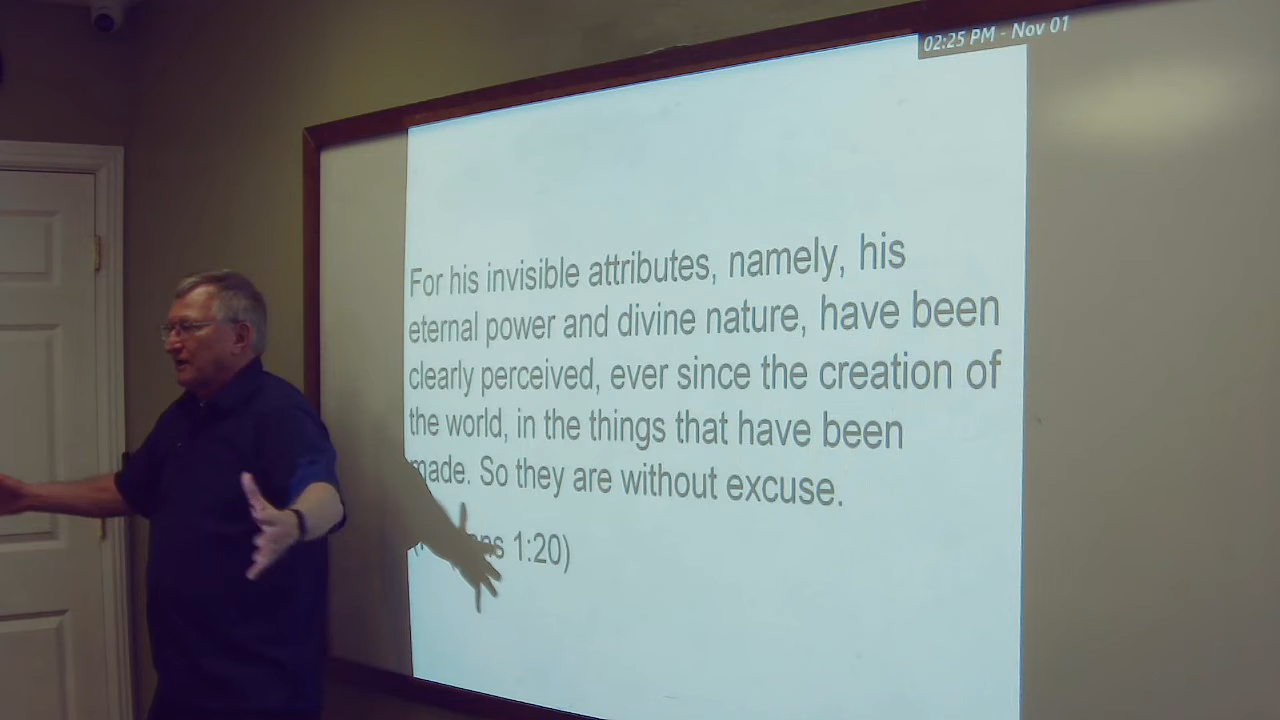 02:25 PM - Nov 01
For his invisible attributes, namely, his
eternal power and divine nature, have been
clearly perceived, ever since the creation of
the world, in the things that have been
made. So they are without excuse.
1:20)